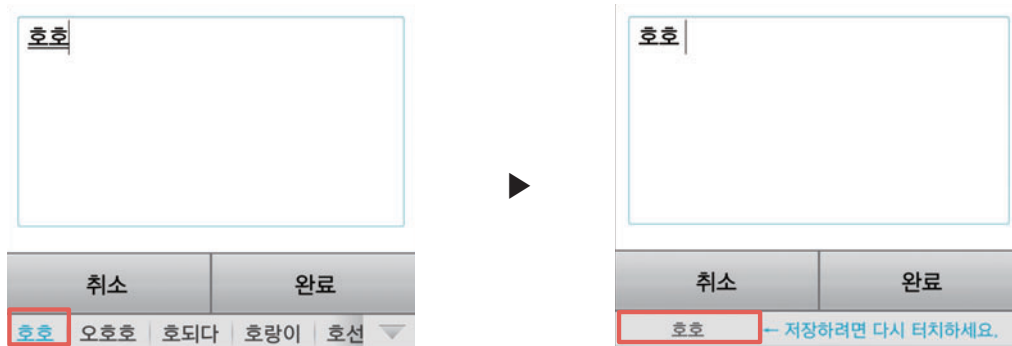 호호
취소 완료
호호 오호호 호되다 호랑이 호선
▶
호호
취소 완료
호호 ← 저장하려면 다시 터치하세요.